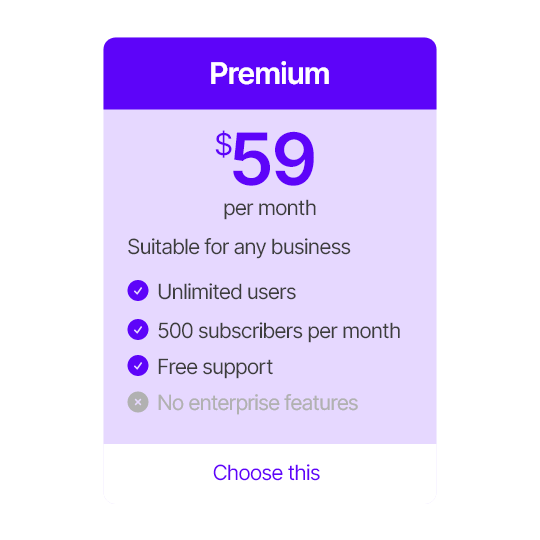 Premium
$59
per month
Suitable for any business
Unlimited users
500 subscribers per month
Free support
No enterprise features
Choose this